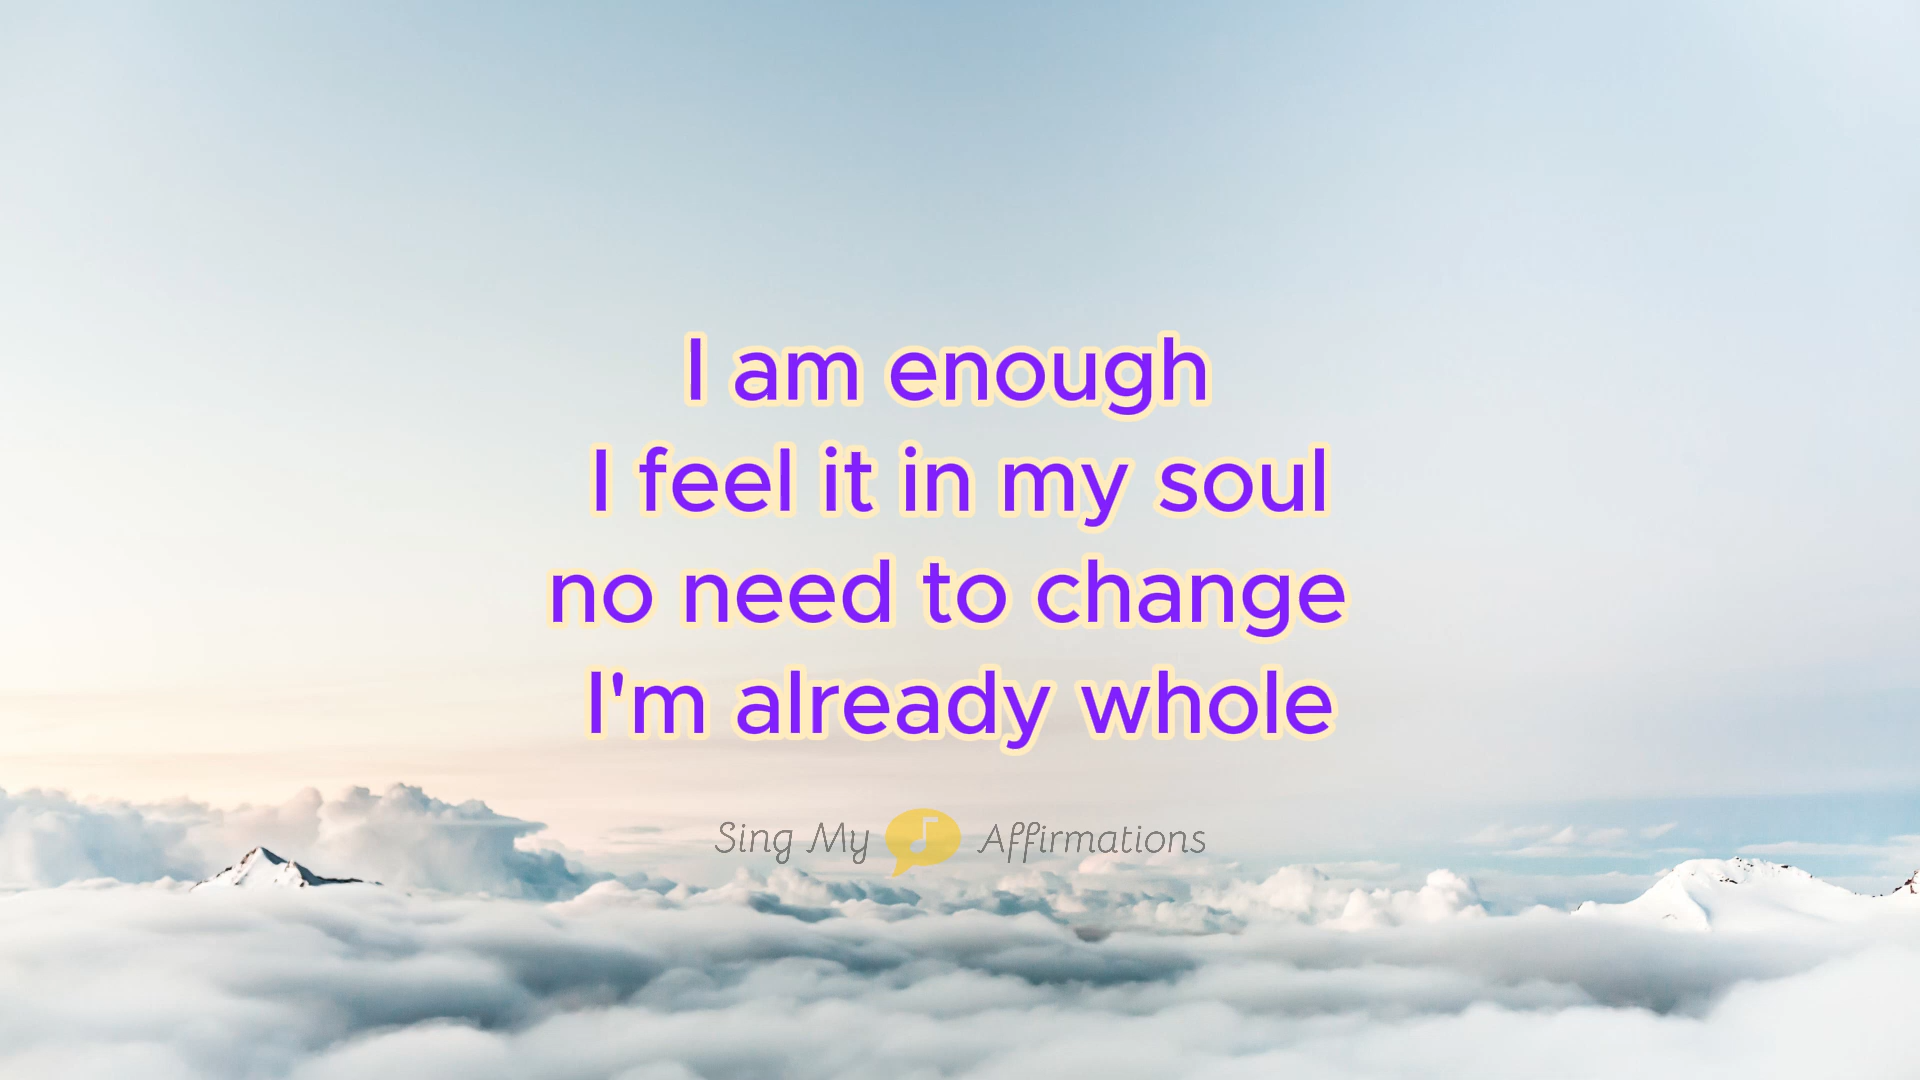 I am enough
I feel it in my soul
no need to change
I'm already whole
Sing My Affirmations